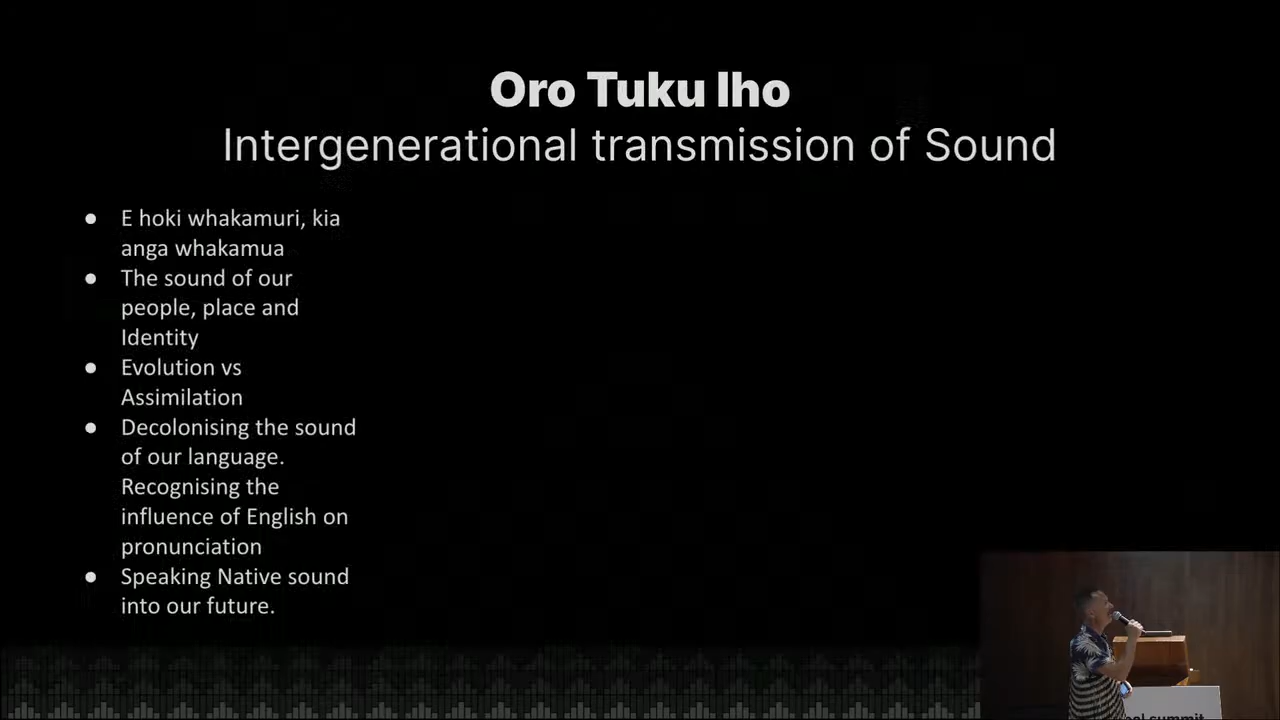 Oro Tuku Iho
Intergenerational transmission of Sound
● E hoki whakamuri, kia
anga whakamua
● The sound of our
people, place and
Identity
● Evolution vs
Assimilation
● Decolonising the sound
of our language.
Recognising the
influence of English on
pronunciation
● Speaking Native sound
into our future.
summit